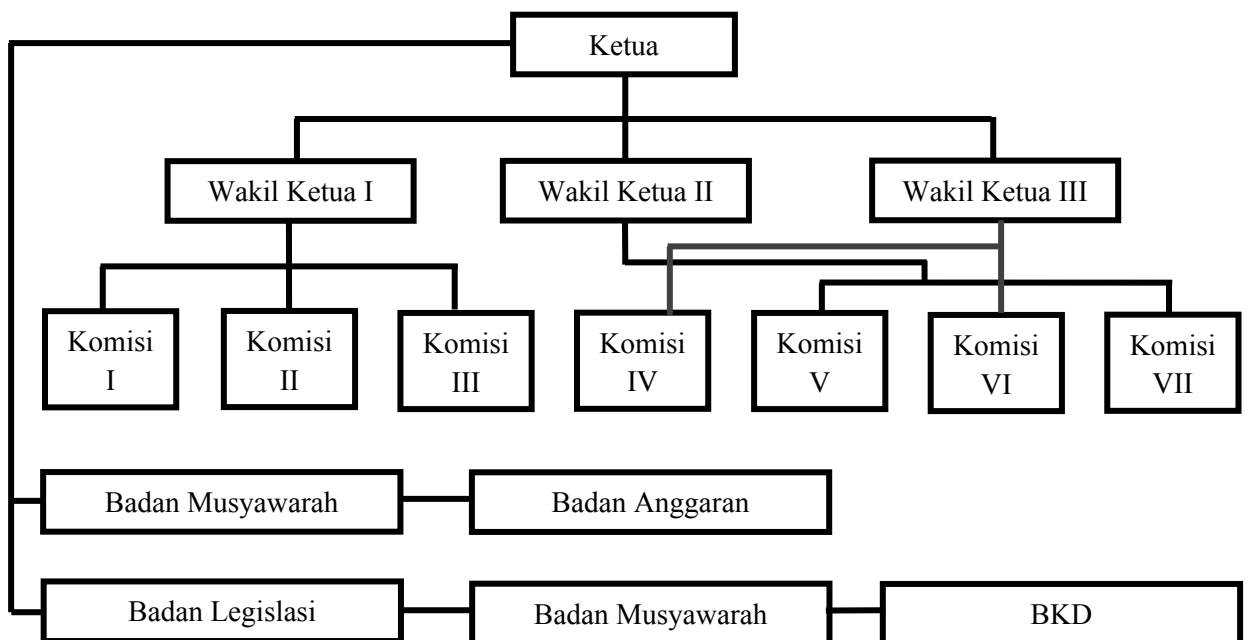 Ketua
Wakil Ketua I
Wakil Ketua II
Wakil Ketua III
Komisi
I
Komisi
II
Komisi
III
Komisi
IV
Komisi
V
Komisi
VI
Komisi
VII
Badan Musyawarah
Badan Anggaran
Badan Legislasi
Badan Musyawarah
BKD